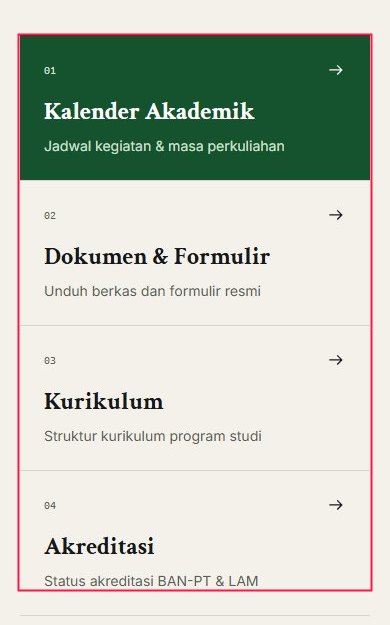 01 →
Kalender Akademik
Jadwal kegiatan & masa perkuliahan
02 →
Dokumen & Formulir
Unduh berkas dan formulir resmi
03 →
Kurikulum
Struktur kurikulum program studi
04 →
Akreditasi
Status akreditasi BAN-PT & LAM